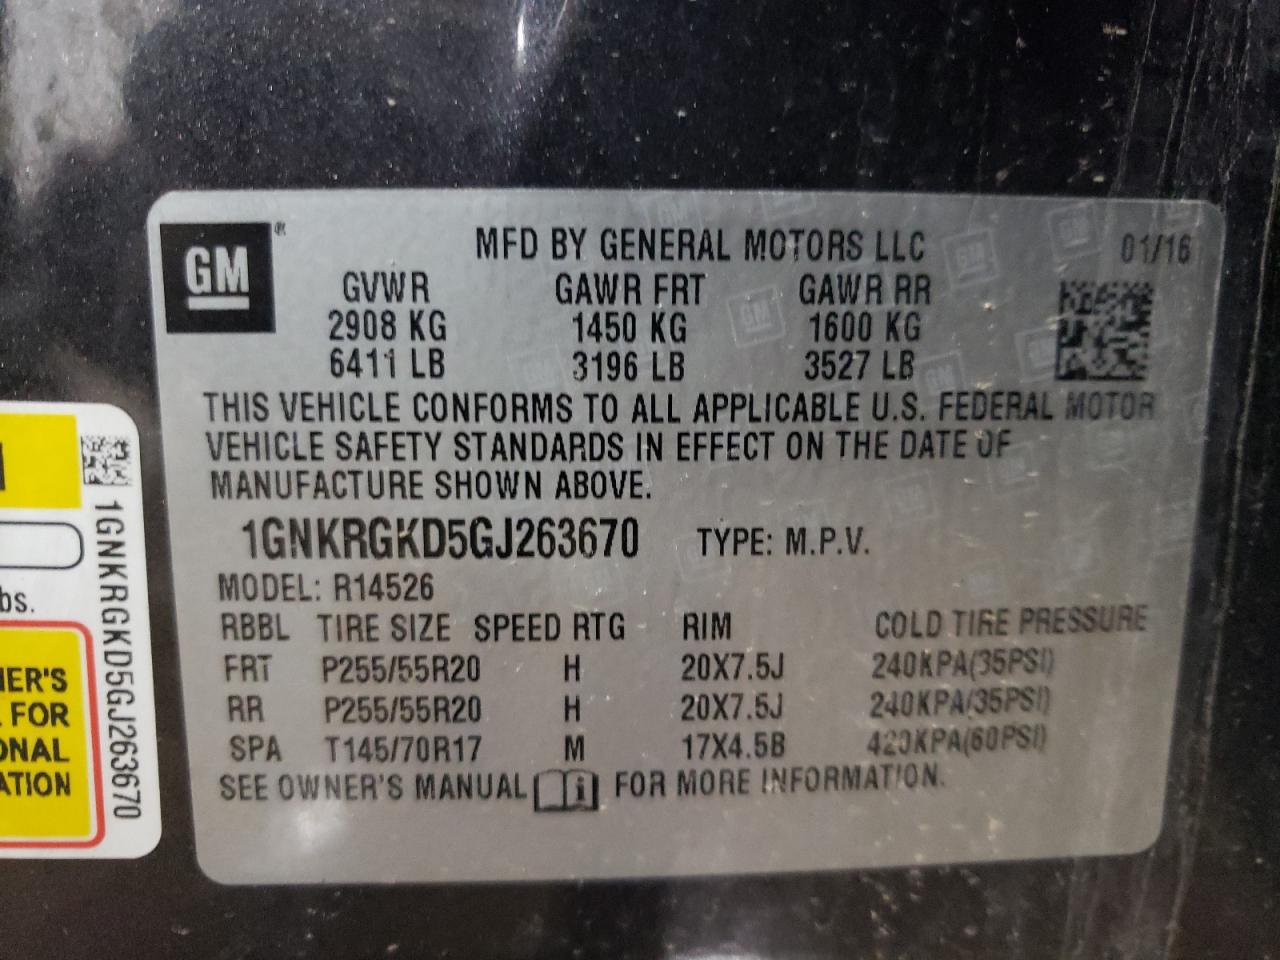 GM ®
MFD BY GENERAL MOTORS LLC 01/16
GVWR GAWR FRT GAWR RR
2908 KG 1450 KG 1600 KG
6411 LB 3196 LB 3527 LB
THIS VEHICLE CONFORMS TO ALL APPLICABLE U.S. FEDERAL MOTOR
VEHICLE SAFETY STANDARDS IN EFFECT ON THE DATE OF
MANUFACTURE SHOWN ABOVE.
1GNKRGKD5GJ263670 TYPE: M.P.V.
MODEL: R14526
RBBL TIRE SIZE SPEED RTG RIM COLD TIRE PRESSURE
FRT P255/55R20 H 20X7.5J 240KPA(35PSI)
RR P255/55R20 H 20X7.5J 240KPA(35PSI)
SPA T145/70R17 M 17X4.5B 420KPA(60PSI)
SEE OWNER'S MANUAL i FOR MORE INFORMATION.
1GNKRGKD5GJ263670
bs.
NER'S
FOR
ONAL
ATION